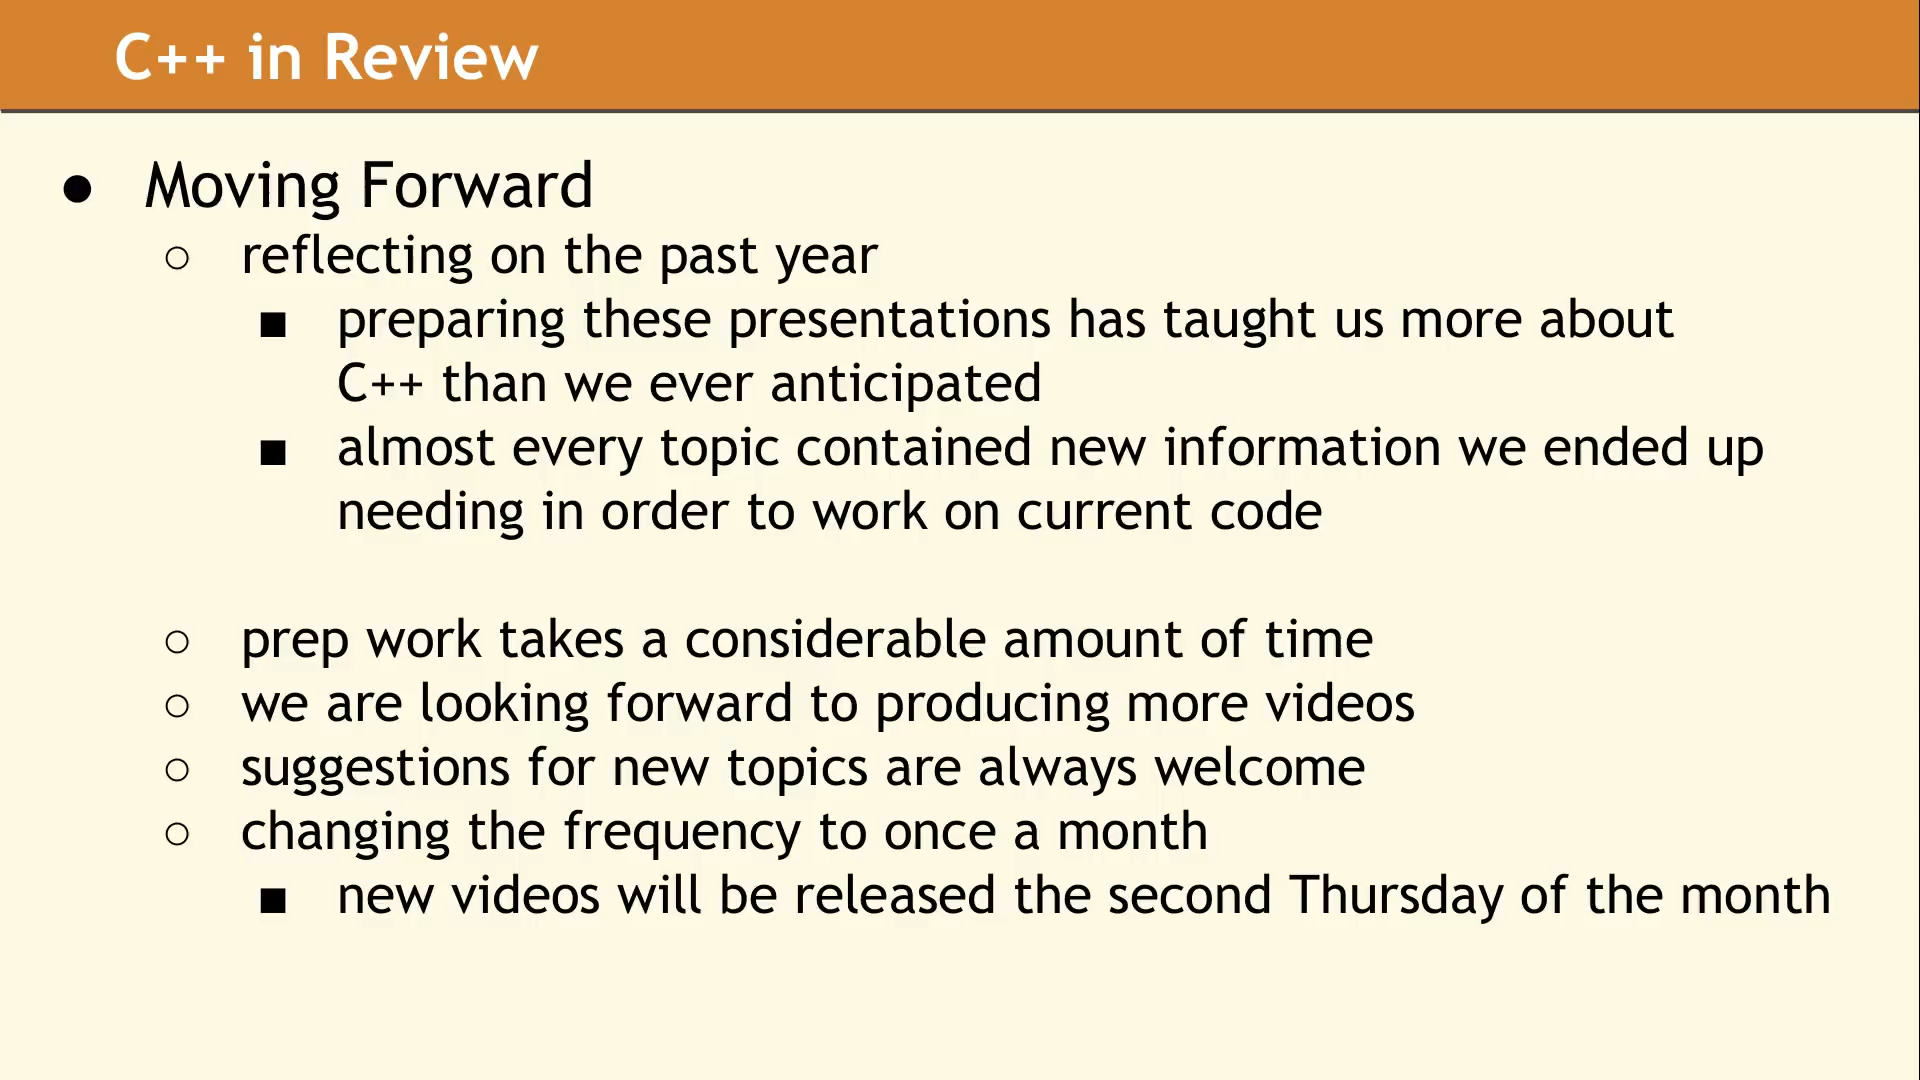 C++ in Review
● Moving Forward
○ reflecting on the past year
■ preparing these presentations has taught us more about
C++ than we ever anticipated
■ almost every topic contained new information we ended up
needing in order to work on current code
○ prep work takes a considerable amount of time
○ we are looking forward to producing more videos
○ suggestions for new topics are always welcome
○ changing the frequency to once a month
■ new videos will be released the second Thursday of the month